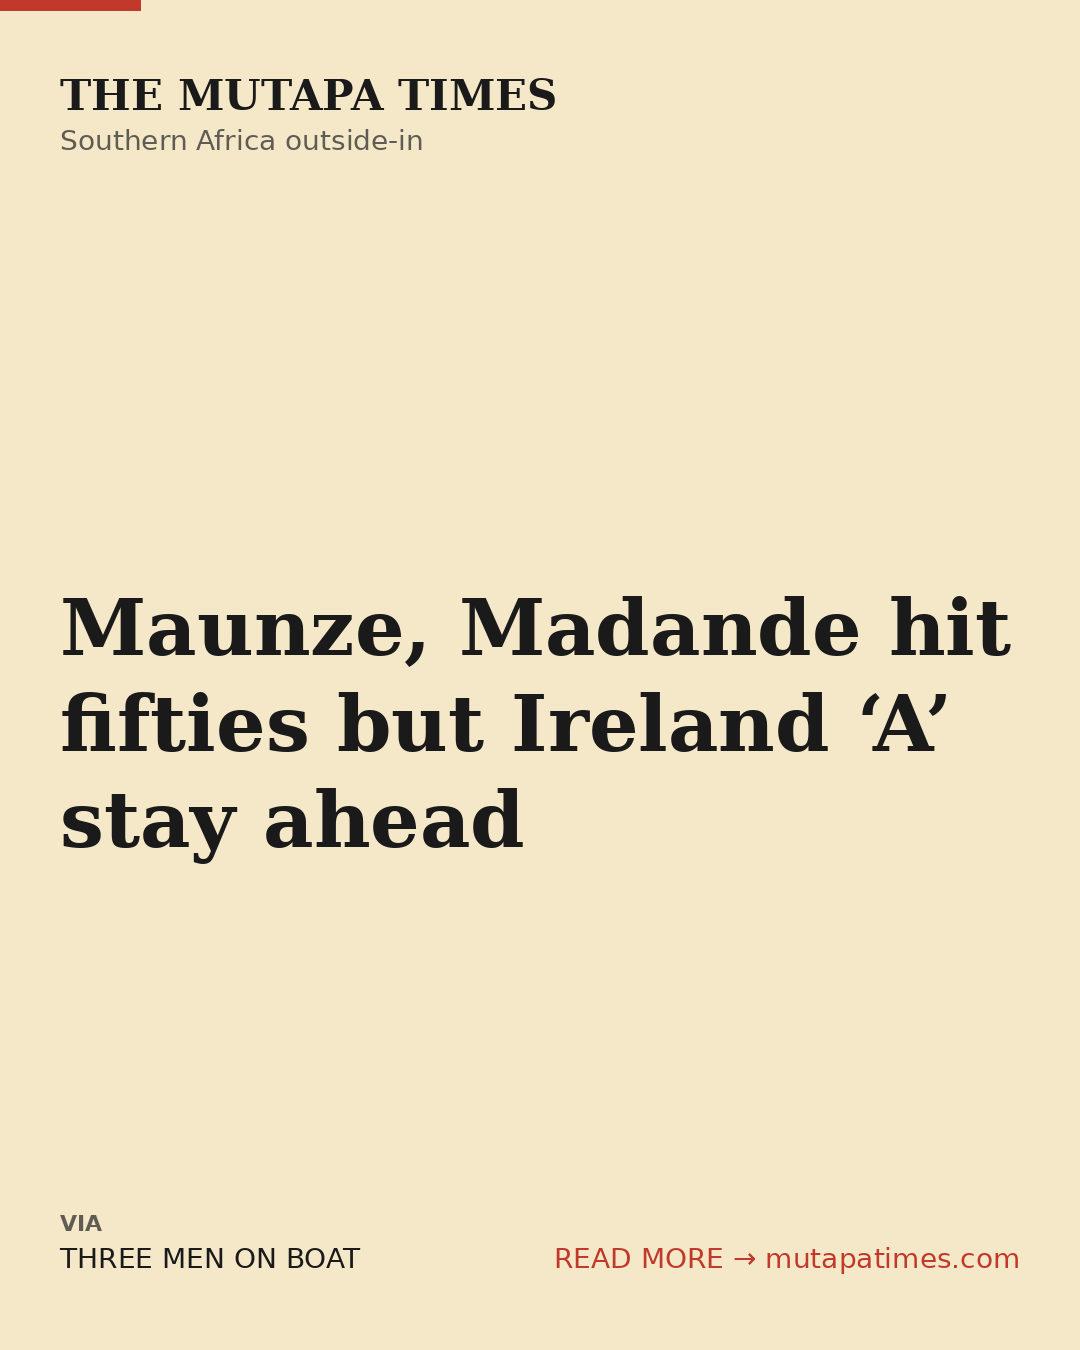 THE MUTAPA TIMES
Southern Africa outside-in
Maunze, Madande hit
fifties but Ireland ‘A’
stay ahead
VIA
THREE MEN ON BOAT
READ MORE → mutapatimes.com